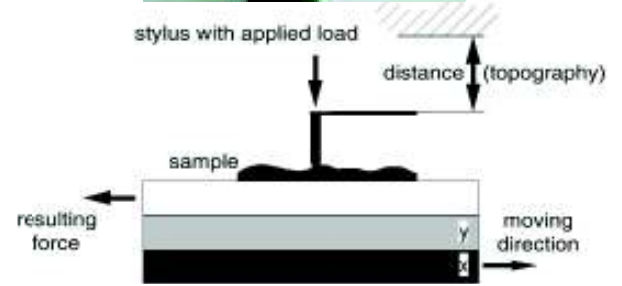 stylus with applied load
distance (topography)
sample
resulting
force
y
moving
direction
x